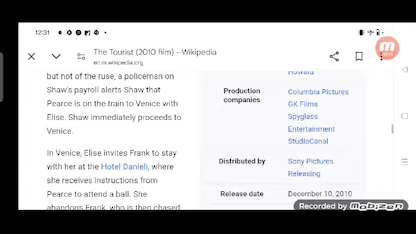 12:31
The Tourist (2010 film) - Wikipedia
en.m.wikipedia.org
but not of the ruse, a policeman on
Shaw's payroll alerts Shaw that
Pearce is on the train to Venice with
Elise. Shaw immediately proceeds to
Venice.
In Venice, Elise invites Frank to stay
with her at the Hotel Danieli, where
she receives instructions from
Pearce to attend a ball. She
abandons Frank, who is then chased
Howard
Production
companies
Columbia Pictures
GK Films
Spyglass
Entertainment
StudioCanal
Distributed by
Sony Pictures
Releasing
Release date
December 10, 2010
Recorded by Mobizen